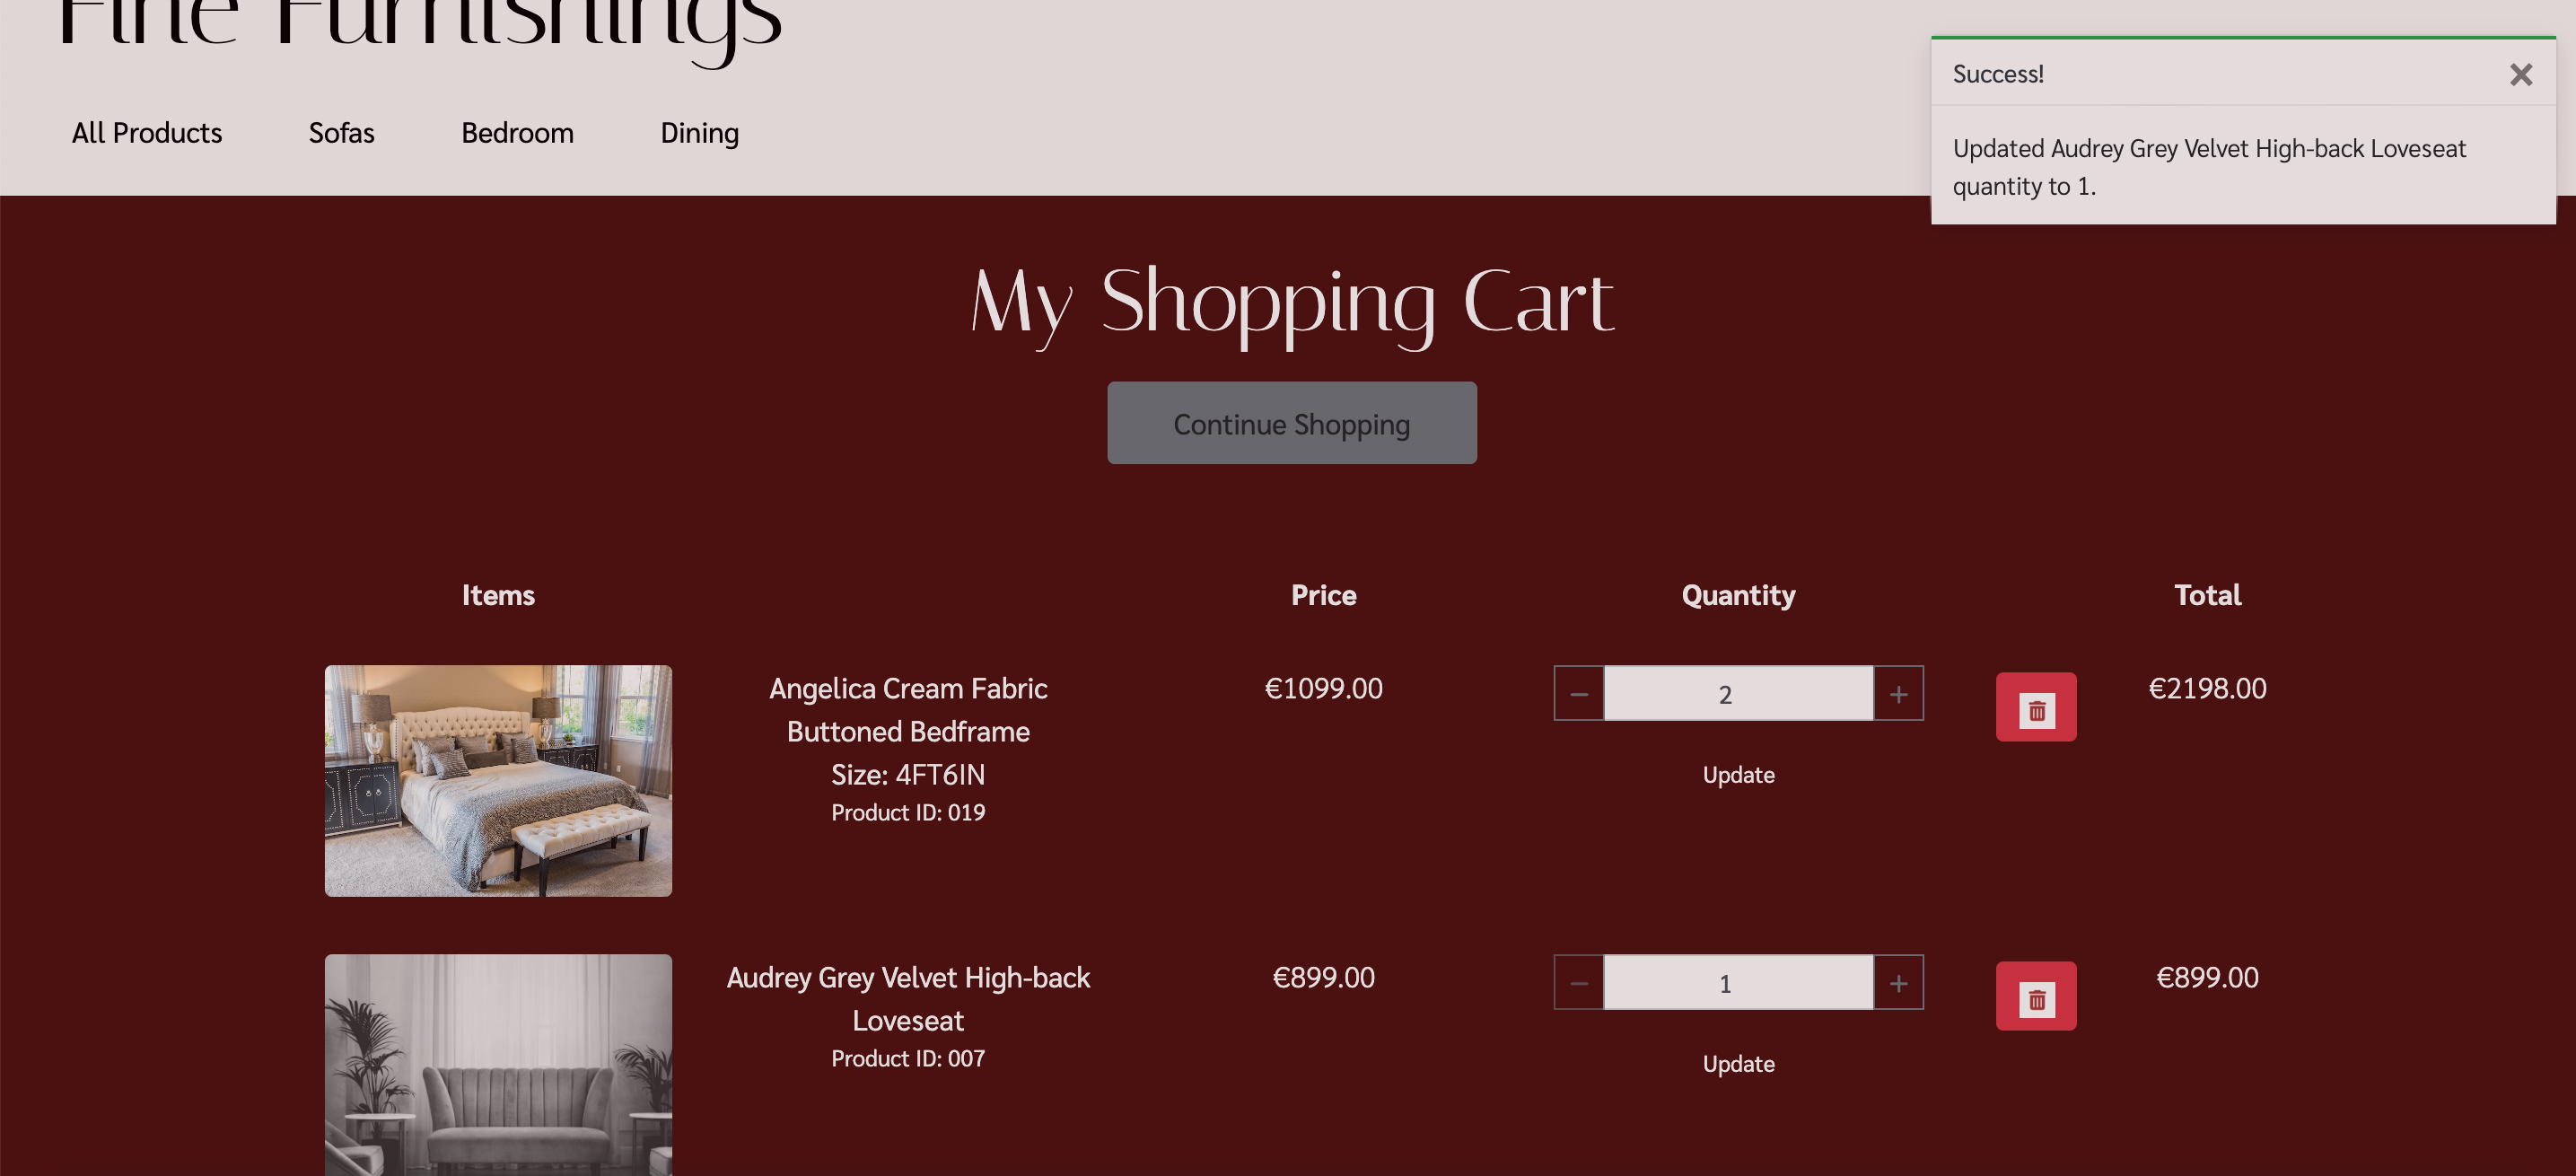 Fine Furnishings
Success!
All Products Sofas Bedroom Dining
Updated Audrey Grey Velvet High-back Loveseat
quantity to 1.
My Shopping Cart
Continue Shopping
Items Price Quantity Total
Angelica Cream Fabric
Buttoned Bedframe
Size: 4FT6IN
Product ID: 019
€1099.00
2
Update
€2198.00
Audrey Grey Velvet High-back
Loveseat
Product ID: 007
€899.00
1
Update
€899.00